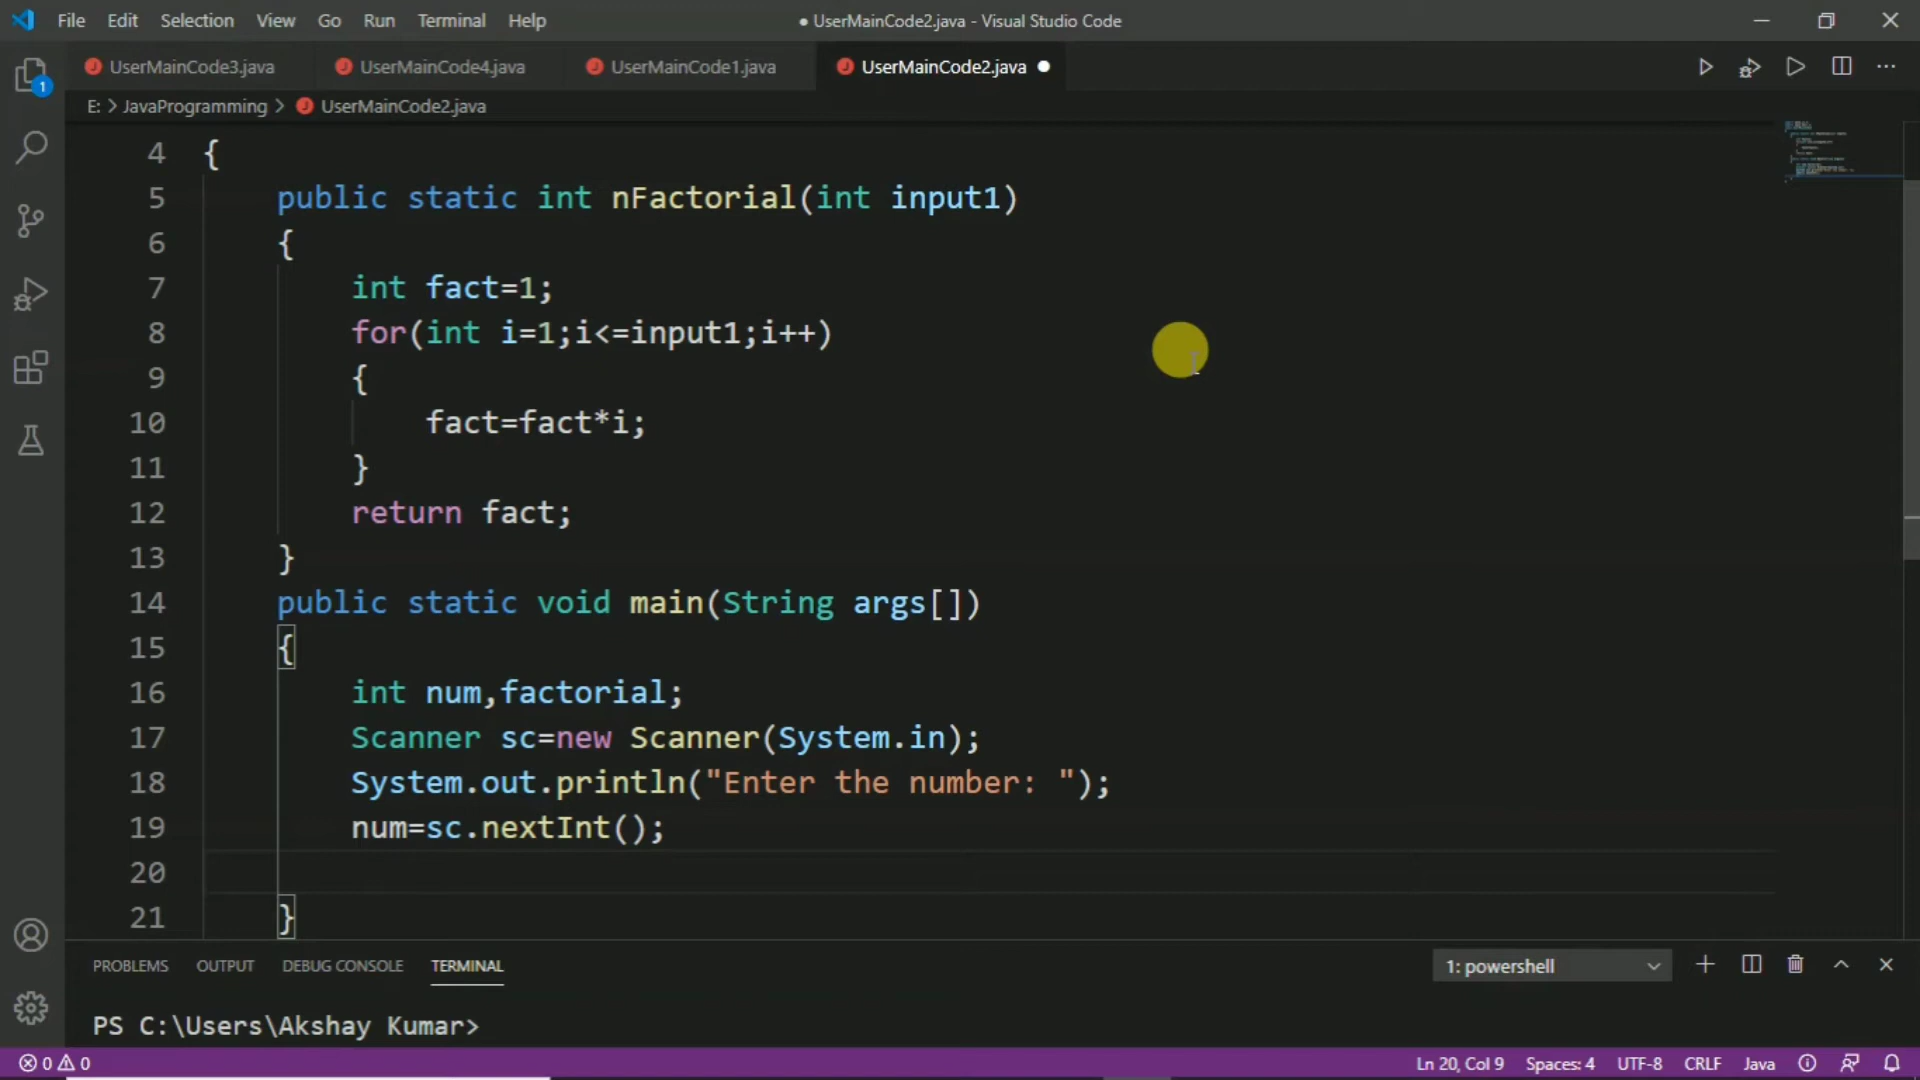 File Edit Selection View Go Run Terminal Help ● UserMainCode2.java - Visual Studio Code
UserMainCode3.java UserMainCode4.java UserMainCode1.java UserMainCode2.java ●
E: > JavaProgramming > UserMainCode2.java
1
4 {
5 public static int nFactorial(int input1)
6 {
7 int fact=1;
8 for(int i=1;i<=input1;i++)
9 {
10 fact=fact*i;
11 }
12 return fact;
13 }
14 public static void main(String args[])
15 {
16 int num,factorial;
17 Scanner sc=new Scanner(System.in);
18 System.out.println("Enter the number: ");
19 num=sc.nextInt();
20
21 }
PROBLEMS OUTPUT DEBUG CONSOLE TERMINAL 1: powershell
PS C:\Users\Akshay Kumar>
0 0 Ln 20, Col 9 Spaces: 4 UTF-8 CRLF Java